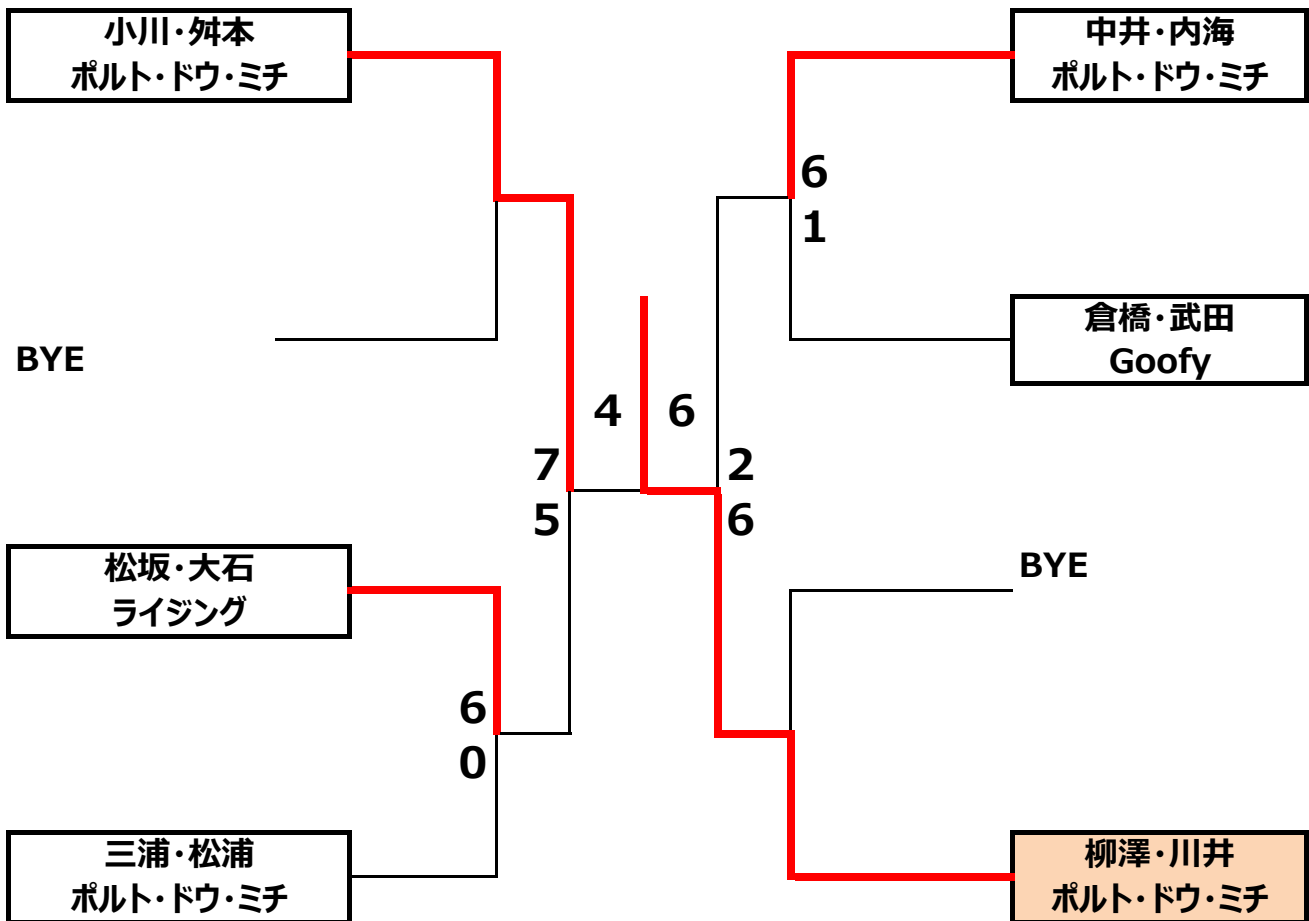 小川・舛本
ポルト・ドウ・ミチ
BYE
松坂・大石
ライジング
三浦・松浦
ポルト・ドウ・ミチ
6
0
7
5
4
6
2
6
6
1
中井・内海
ポルト・ドウ・ミチ
倉橋・武田
Goofy
BYE
柳澤・川井
ポルト・ドウ・ミチ